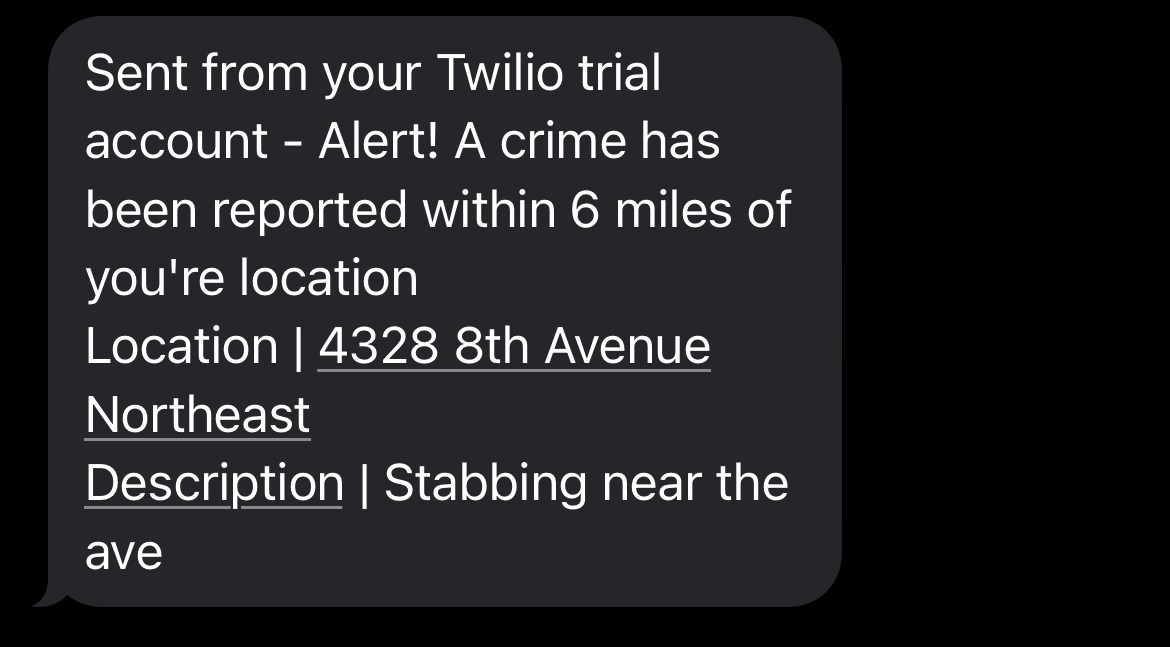 Sent from your Twilio trial
account - Alert! A crime has
been reported within 6 miles of
you're location
Location | 4328 8th Avenue
Northeast
Description | Stabbing near the
ave